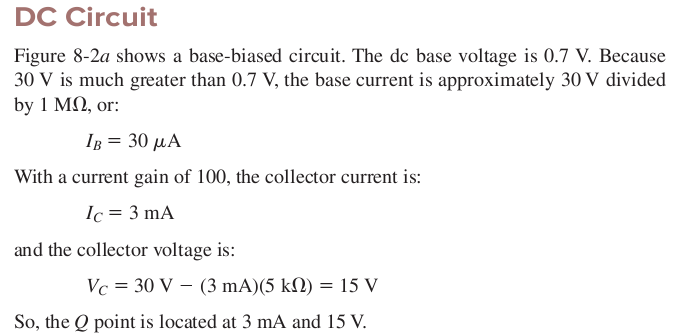 DC Circuit
Figure 8-2a shows a base-biased circuit. The dc base voltage is 0.7 V. Because
30 V is much greater than 0.7 V, the base current is approximately 30 V divided
by 1 MΩ, or:
I_B = 30 μA
With a current gain of 100, the collector current is:
I_C = 3 mA
and the collector voltage is:
V_C = 30 V − (3 mA)(5 kΩ) = 15 V
So, the Q point is located at 3 mA and 15 V.